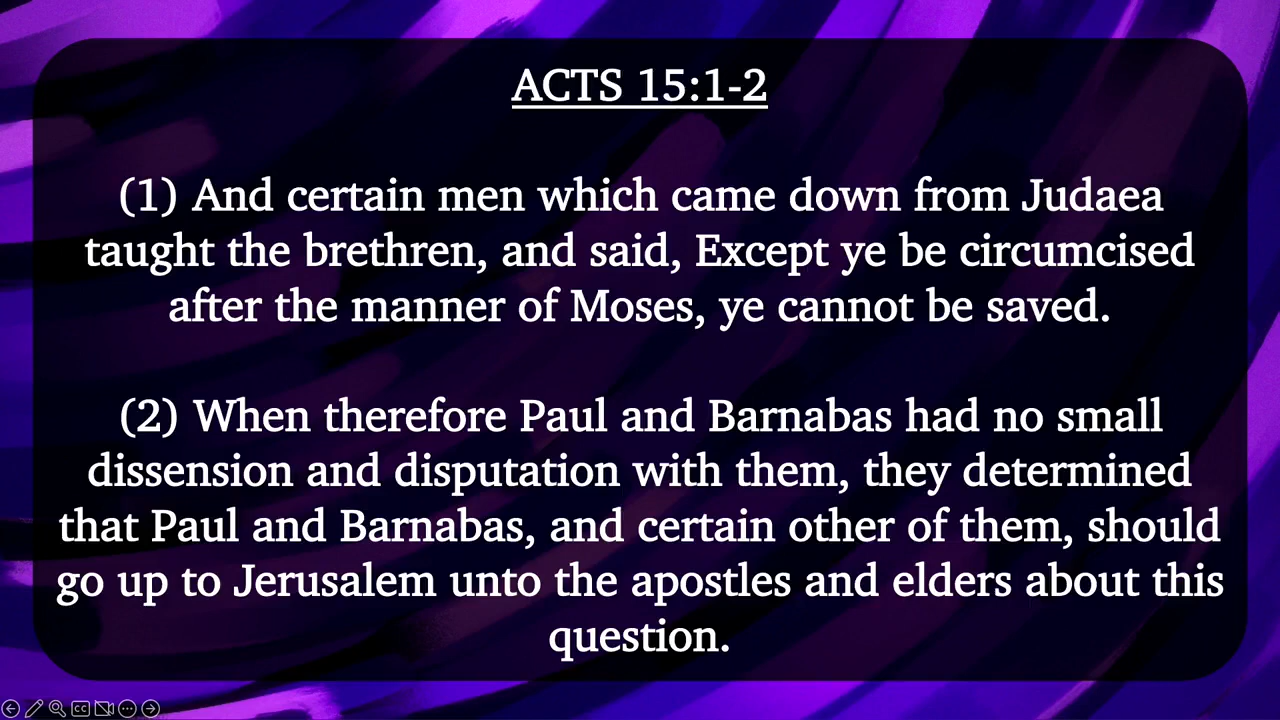 ACTS 15:1-2
(1) And certain men which came down from Judaea
taught the brethren, and said, Except ye be circumcised
after the manner of Moses, ye cannot be saved.
(2) When therefore Paul and Barnabas had no small
dissension and disputation with them, they determined
that Paul and Barnabas, and certain other of them, should
go up to Jerusalem unto the apostles and elders about this
question.